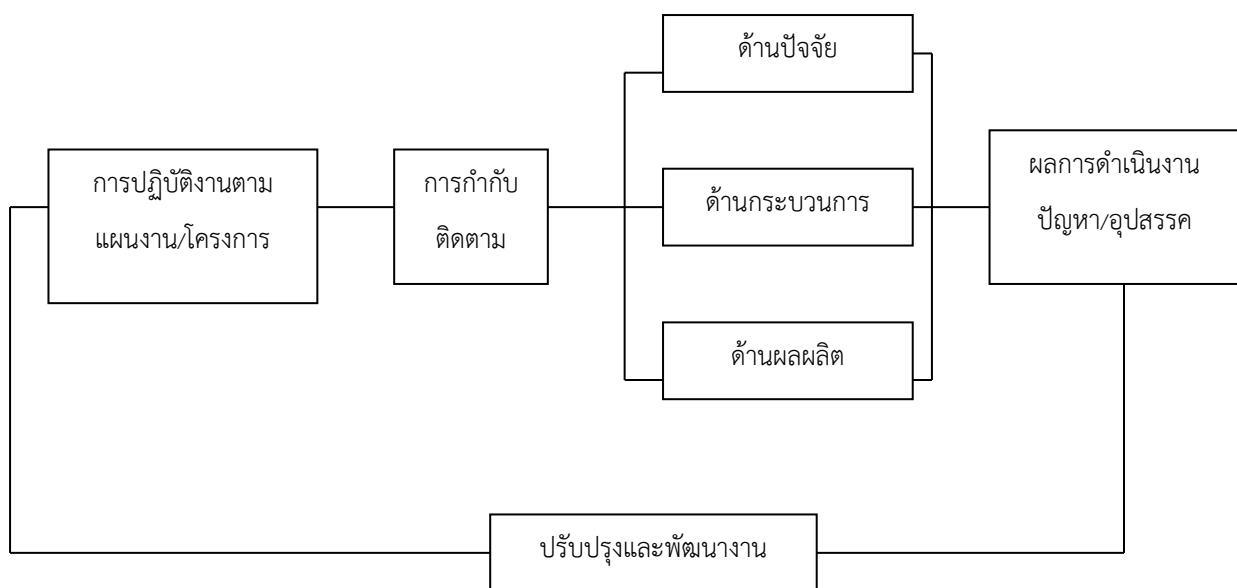 ด้านปัจจัย
การปฏิบัติงานตาม
แผนงาน/โครงการ
การกำกับ
ติดตาม
ด้านกระบวนการ
ผลการดำเนินงาน
ปัญหา/อุปสรรค
ด้านผลผลิต
ปรับปรุงและพัฒนางาน